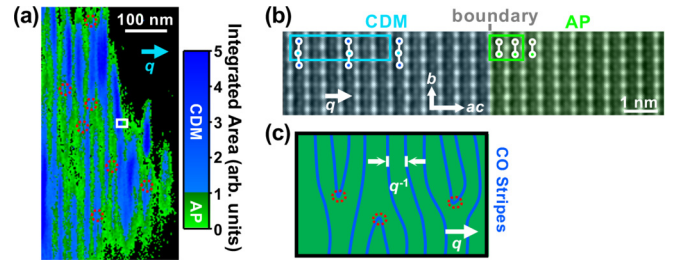 (a)
100 nm
q
5
4
3
2
1
0
CDM
AP
Integrated Area (arb. units)
(b)
CDM
boundary
AP
q
b
ac
1 nm
(c)
q⁻¹
q
CO Stripes